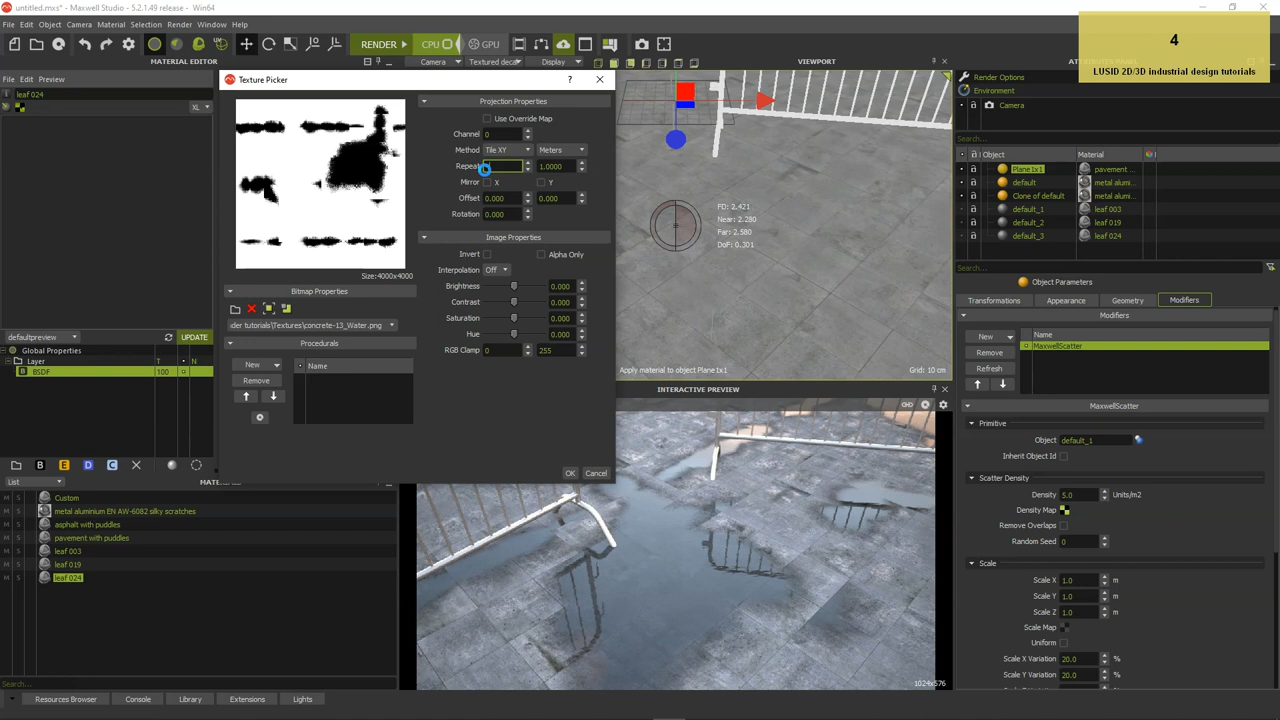 untitled.mxs* - Maxwell Studio - 5.2.1.49 release - Win64
File Edit Object Camera Material Selection Render Window
RENDER CPU GPU
4
LUSID 2D/3D industrial design tutorials
MATERIAL EDITOR
Camera Textured deca Display
VIEWPORT
File Edit Preview
leaf 024
XL
Texture Picker
Size:4000x4000
Bitmap Properties
der tutorials\Textures\concrete-13_Water.png
Procedurals
New
Remove
Name
Projection Properties
Use Override Map
Channel 0
Method Tile XY Meters
Repeat 1.0000
Mirror X Y
Offset 0.000 0.000
Rotation 0.000
Image Properties
Invert Alpha Only
Interpolation Off
Brightness 0.000
Contrast 0.000
Saturation 0.000
Hue 0.000
RGB Clamp 0 255
OK Cancel
FD: 2.421
Near: 2.280
Far: 2.580
DoF: 0.301
Apply material to object Plane1x1
Grid: 10 cm
INTERACTIVE PREVIEW
1024x576
defaultpreview
UPDATE
Global Properties
Layer T N
BSDF 100
B E D C
List
Custom
metal aluminium EN AW-6082 silky scratches
asphalt with puddles
pavement with puddles
leaf 003
leaf 019
leaf 024
Search...
Resources Browser Console Library Extensions Lights
Render Options
Environment
Camera
Search...
Object Material
Plane1x1 pavement ...
default metal alumi...
Clone of default metal alumi...
default_1 leaf 003
default_2 leaf 019
default_3 leaf 024
Search...
Object Parameters
Transformations Appearance Geometry Modifiers
Modifiers
New
Remove
Refresh
Name
MaxwellScatter
MaxwellScatter
Primitive
Object default_1
Inherit Object Id
Scatter Density
Density 5.0 Units/m2
Density Map
Remove Overlaps
Random Seed 0
Scale
Scale X 1.0 m
Scale Y 1.0 m
Scale Z 1.0 m
Scale Map
Uniform
Scale X Variation 20.0 %
Scale Y Variation 20.0 %